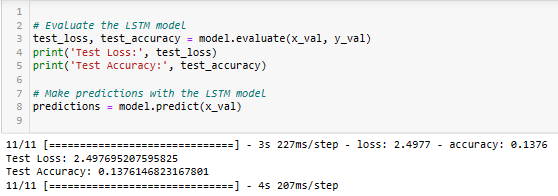 1
2 # Evaluate the LSTM model
3 test_loss, test_accuracy = model.evaluate(x_val, y_val)
4 print('Test Loss:', test_loss)
5 print('Test Accuracy:', test_accuracy)
6
7 # Make predictions with the LSTM model
8 predictions = model.predict(x_val)
9
11/11 [==============================] - 3s 227ms/step - loss: 2.4977 - accuracy: 0.1376
Test Loss: 2.497695207595825
Test Accuracy: 0.1376146823167801
11/11 [==============================] - 4s 207ms/step